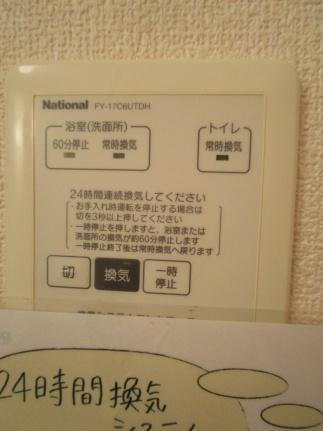 National FY-17C6UTDH
浴室(洗面所)
トイレ
60分停止 常時換気
常時換気
24時間連続換気してください
・お手入れ時運転を停止する場合は
切を3秒以上押してください
・一時停止を押しますと、浴室または
洗面所の換気が約60分停止します
一時停止終了後は常時換気へ戻ります
切
換気
一時
停止
24時間換気